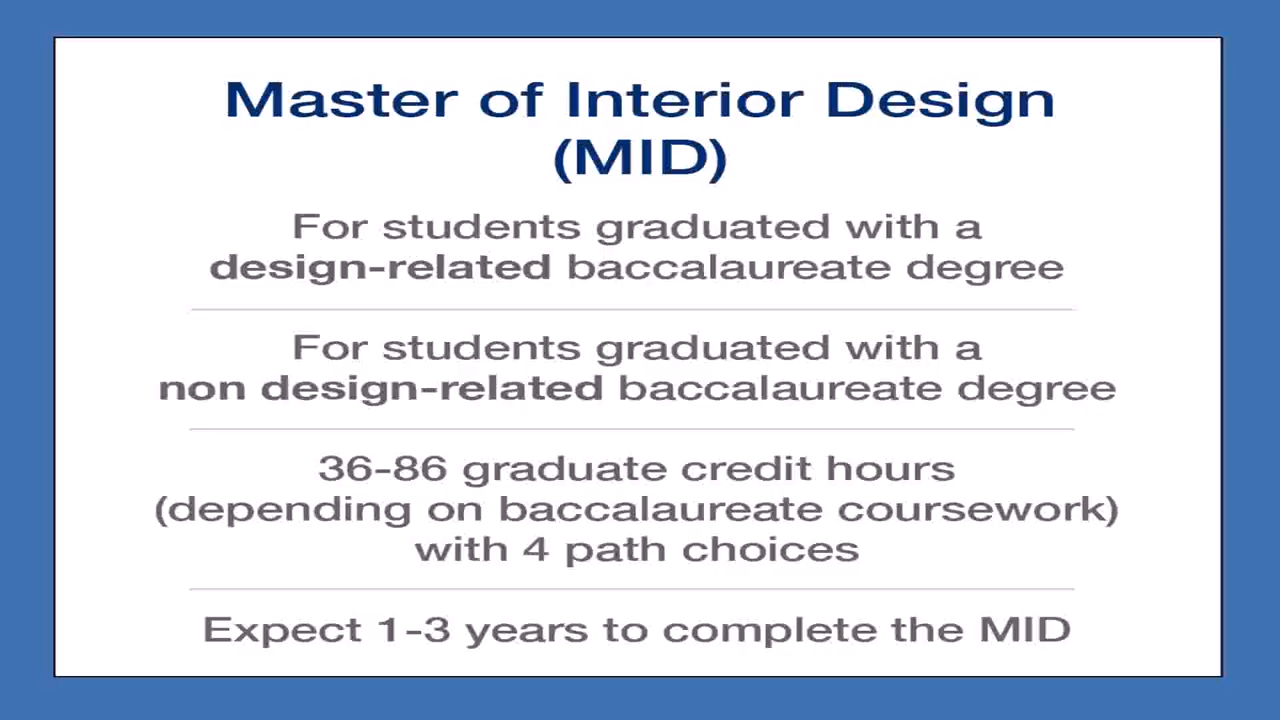 Master of Interior Design
(MID)
For students graduated with a
design-related baccalaureate degree
For students graduated with a
non design-related baccalaureate degree
36-86 graduate credit hours
(depending on baccalaureate coursework)
with 4 path choices
Expect 1-3 years to complete the MID